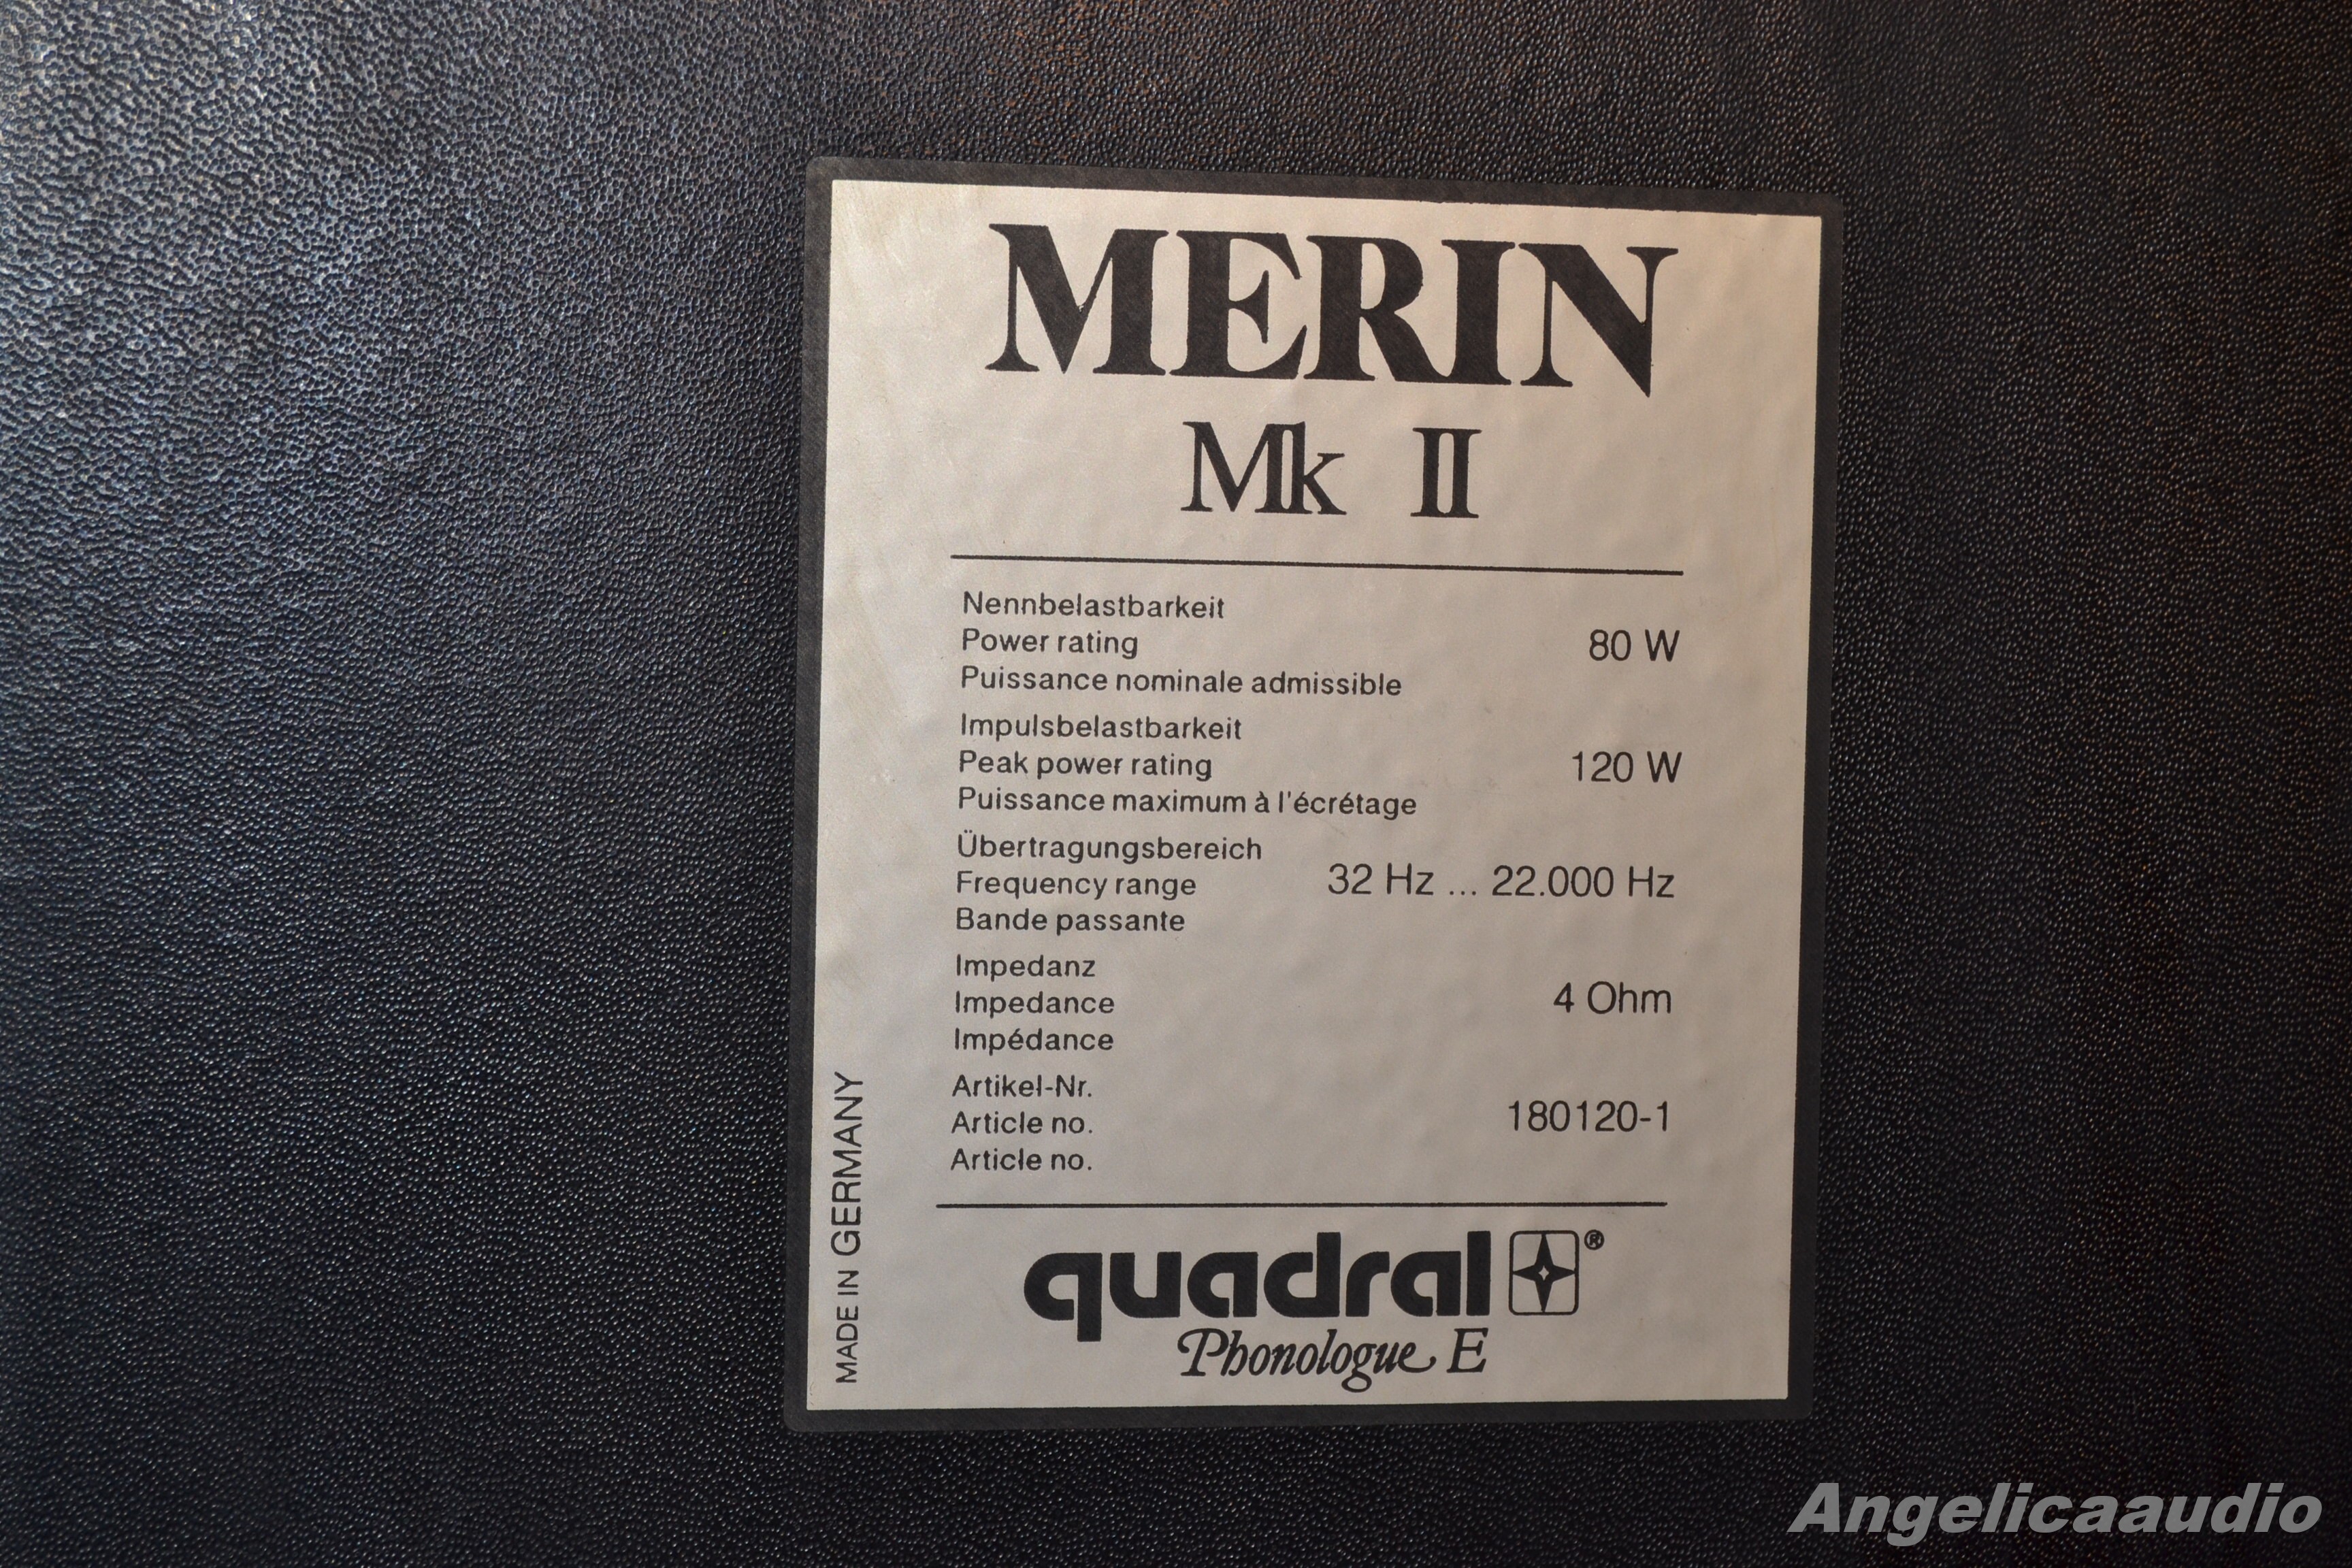 MERIN
Mk II
Nennbelastbarkeit
Power rating 80 W
Puissance nominale admissible
Impulsbelastbarkeit
Peak power rating 120 W
Puissance maximum à l'écrétage
Übertragungsbereich
Frequency range 32 Hz ... 22.000 Hz
Bande passante
Impedanz
Impedance 4 Ohm
Impédance
Artikel-Nr.
Article no. 180120-1
Article no.
MADE IN GERMANY
quadral ®
Phonologue E
Angelicaaudio